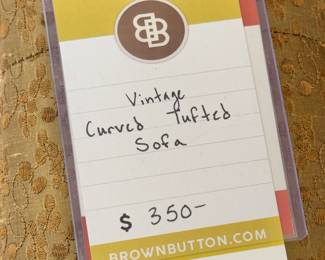 Vintage
Curved Tufted
Sofa
$ 350-
BROWNBUTTON.COM